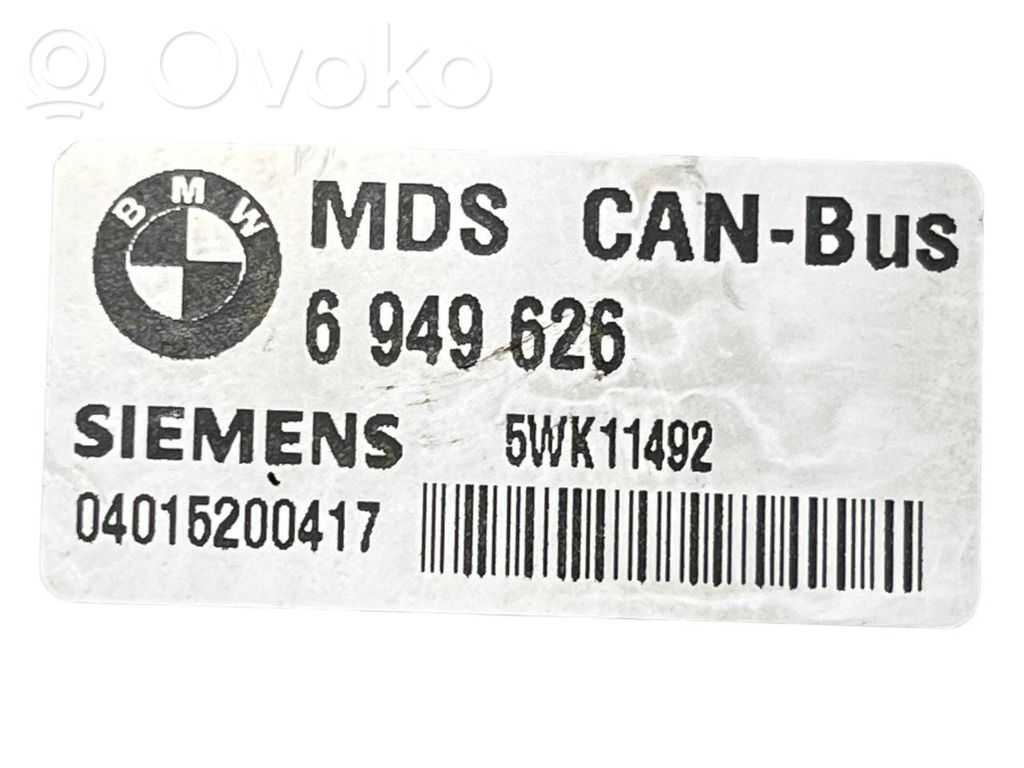 Ovoko
BMW
MDS CAN-Bus
6 949 626
SIEMENS 5WK11492
04015200417